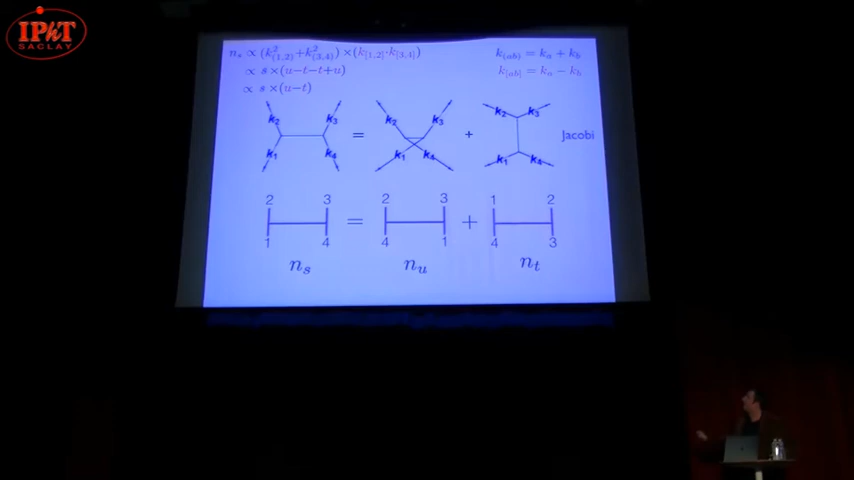 IPhT
SACLAY
n_s ∝ (k²_(1,2)+k²_(3,4)) ×(k_[1,2]·k_[3,4])
∝ s×(u−t−t+u)
∝ s×(u−t)
k_(ab) = k_a + k_b
k_[ab] = k_a − k_b
k₂ k₃ k₂ k₃ k₂ k₃
= + Jacobi
k₁ k₄ k₁ k₄ k₁ k₄
2 3 2 3 1 2
= +
1 4 4 1 4 3
n_s n_u n_t